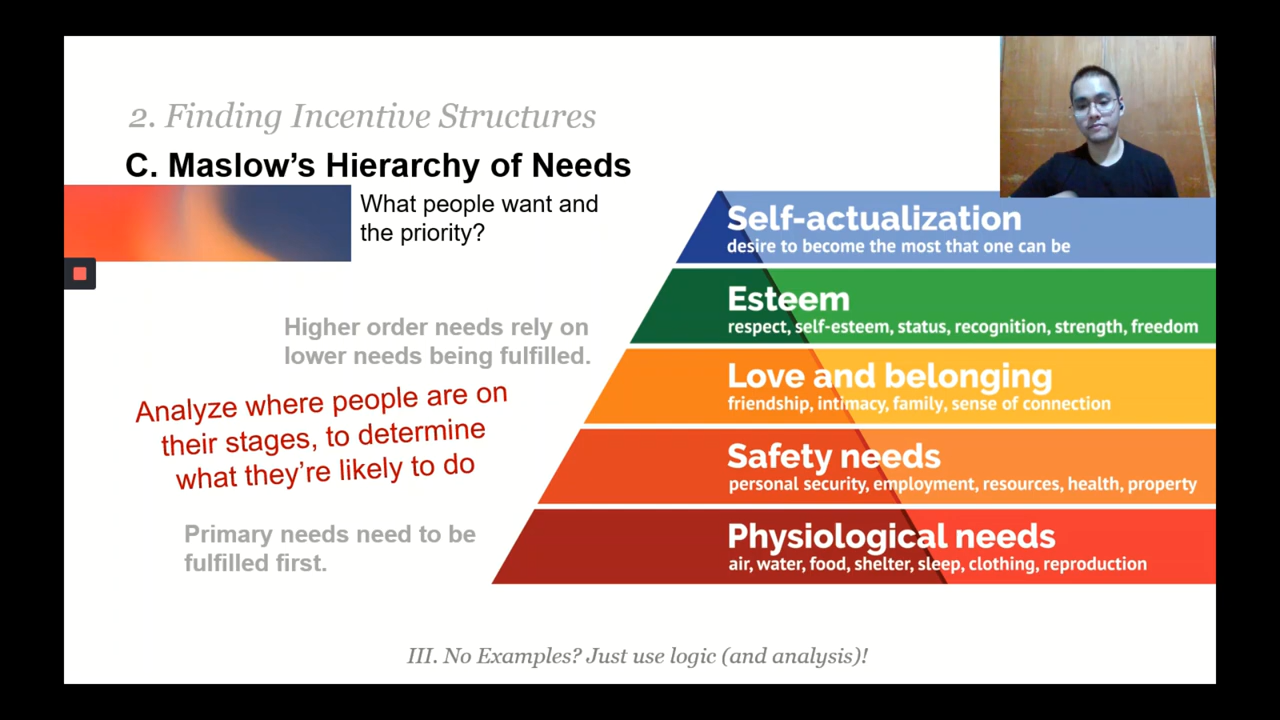 2. Finding Incentive Structures
C. Maslow's Hierarchy of Needs
What people want and
the priority?
Higher order needs rely on
lower needs being fulfilled.
Analyze where people are on
their stages, to determine
what they're likely to do
Primary needs need to be
fulfilled first.
Self-actualization
desire to become the most that one can be
Esteem
respect, self-esteem, status, recognition, strength, freedom
Love and belonging
friendship, intimacy, family, sense of connection
Safety needs
personal security, employment, resources, health, property
Physiological needs
air, water, food, shelter, sleep, clothing, reproduction
III. No Examples? Just use logic (and analysis)!